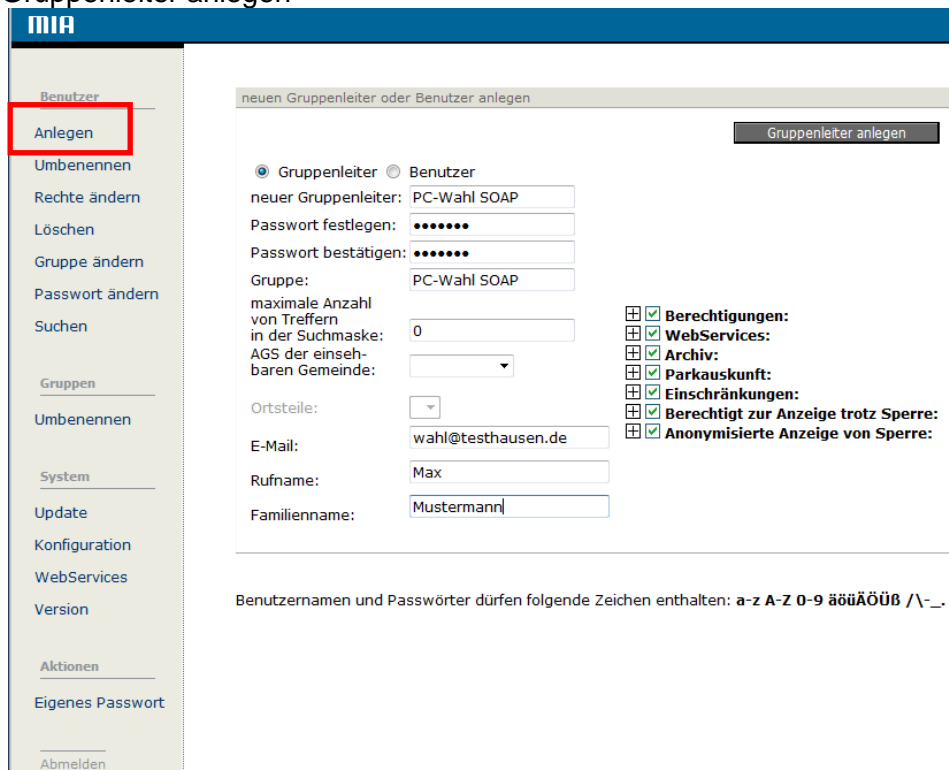 Gruppenleiter anlegen
MIA
Benutzer
Anlegen
Umbenennen
Rechte ändern
Löschen
Gruppe ändern
Passwort ändern
Suchen
Gruppen
Umbenennen
System
Update
Konfiguration
WebServices
Version
Aktionen
Eigenes Passwort
Abmelden
neuen Gruppenleiter oder Benutzer anlegen
Gruppenleiter anlegen
Gruppenleiter Benutzer
neuer Gruppenleiter: PC-Wahl SOAP
Passwort festlegen: •••••••
Passwort bestätigen: •••••••
Gruppe: PC-Wahl SOAP
maximale Anzahl
von Treffern
in der Suchmaske: 0
AGS der einseh-
baren Gemeinde:
Ortsteile:
E-Mail: wahl@testhausen.de
Rufname: Max
Familienname: Mustermann
Berechtigungen:
WebServices:
Archiv:
Parkauskunft:
Einschränkungen:
Berechtigt zur Anzeige trotz Sperre:
Anonymisierte Anzeige von Sperre:
Benutzernamen und Passwörter dürfen folgende Zeichen enthalten: a-z A-Z 0-9 äöüÄÖÜß /\-_.